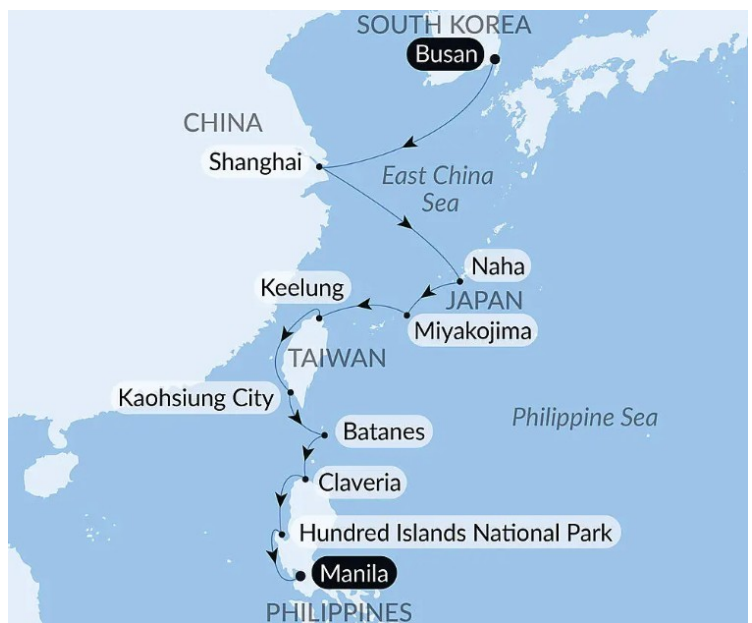 SOUTH KOREA
Busan
CHINA
Shanghai
East China
Sea
Naha
Keelung
JAPAN
Miyakojima
TAIWAN
Kaohsiung City
Philippine Sea
Batanes
Claveria
Hundred Islands National Park
Manila
PHILIPPINES